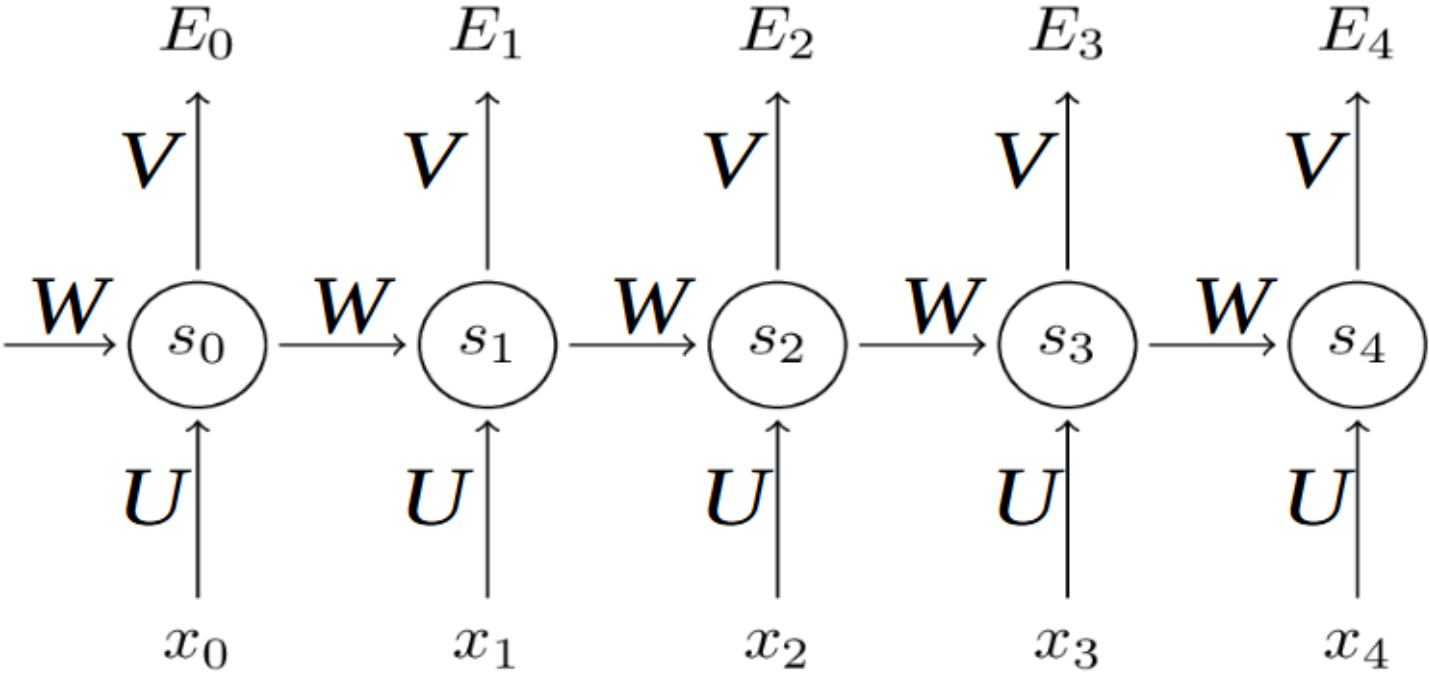 E₀ E₁ E₂ E₃ E₄
V V V V V
W W W W W
s₀ s₁ s₂ s₃ s₄
U U U U U
x₀ x₁ x₂ x₃ x₄